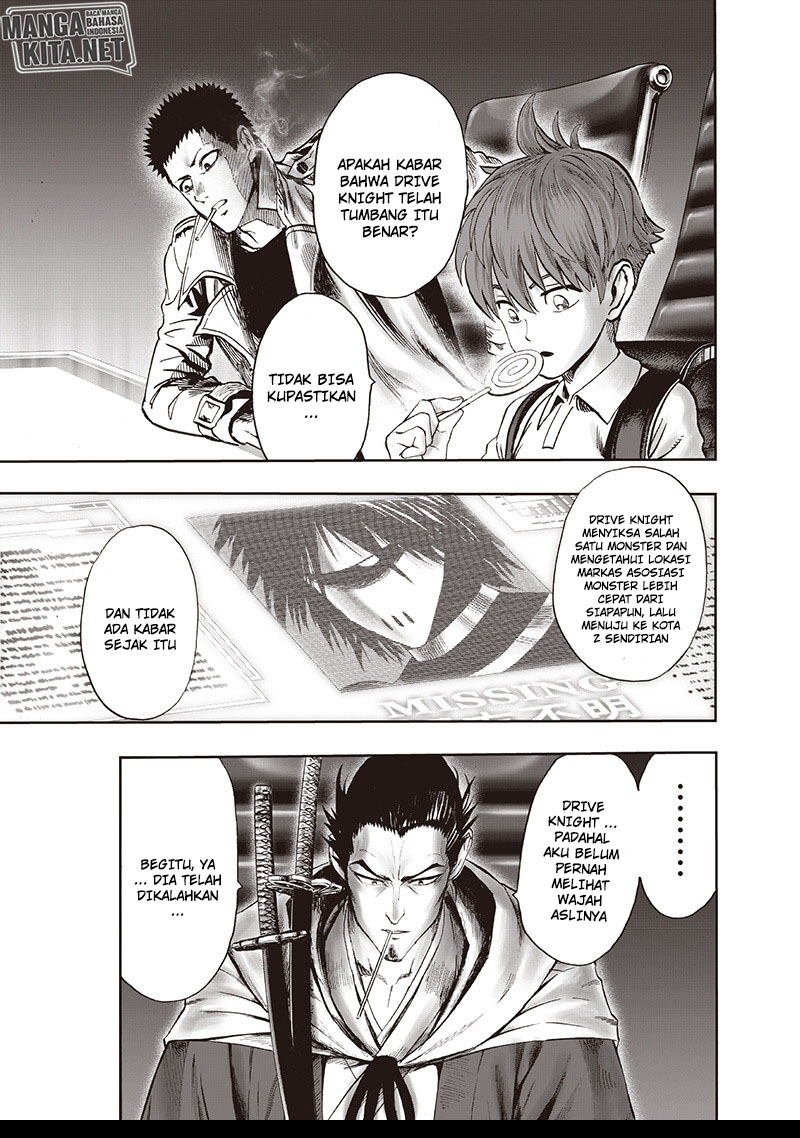 MANGA
BACA MANGA
BAHASA
INDONESIA
KITA.NET
APAKAH KABAR
BAHWA DRIVE
KNIGHT TELAH
TUMBANG ITU
BENAR?
TIDAK BISA
KUPASTIKAN
...
DRIVE KNIGHT
MENYIKSA SALAH
SATU MONSTER DAN
MENGETAHUI LOKASI
MARKAS ASOSIASI
MONSTER LEBIH
CEPAT DARI
SIAPAPUN, LALU
MENUJU KE KOTA
Z SENDIRIAN
DAN TIDAK
ADA KABAR
SEJAK ITU
MISSING
.......
DRIVE
KNIGHT ...
PADAHAL
AKU BELUM
PERNAH
MELIHAT
WAJAH
ASLINYA
BEGITU, YA
... DIA TELAH
DIKALAHKAN
...